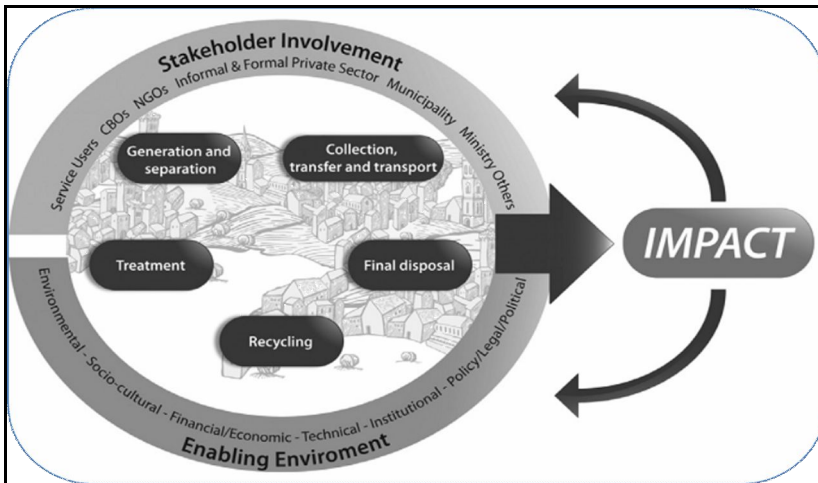 Stakeholder Involvement
Service Users CBOs NGOs Informal & Formal Private Sector Municipality Ministry Others
Generation and
separation
Collection,
transfer and transport
Treatment
Final disposal
Recycling
IMPACT
Environmental - Socio-cultural - Financial/Economic - Technical - Institutional - Policy/Legal/Political
Enabling Enviroment